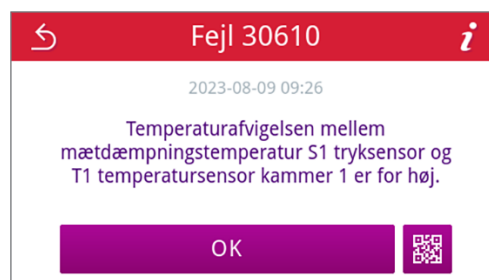 Fejl 30610
i
2023-08-09 09:26
Temperaturafvigelsen mellem
mætdæmpningstemperatur S1 tryksensor og
T1 temperatursensor kammer 1 er for høj.
OK